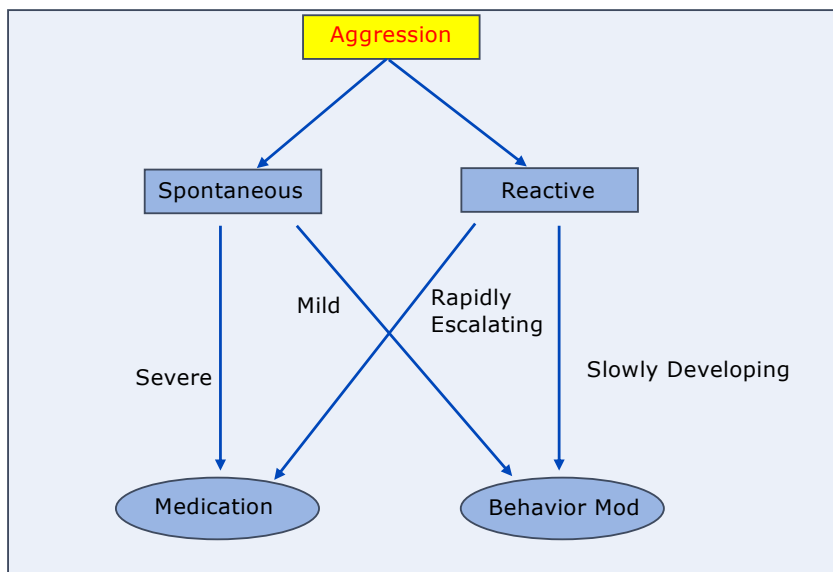 Aggression
Spontaneous
Reactive
Mild
Rapidly
Escalating
Severe
Slowly Developing
Medication
Behavior Mod